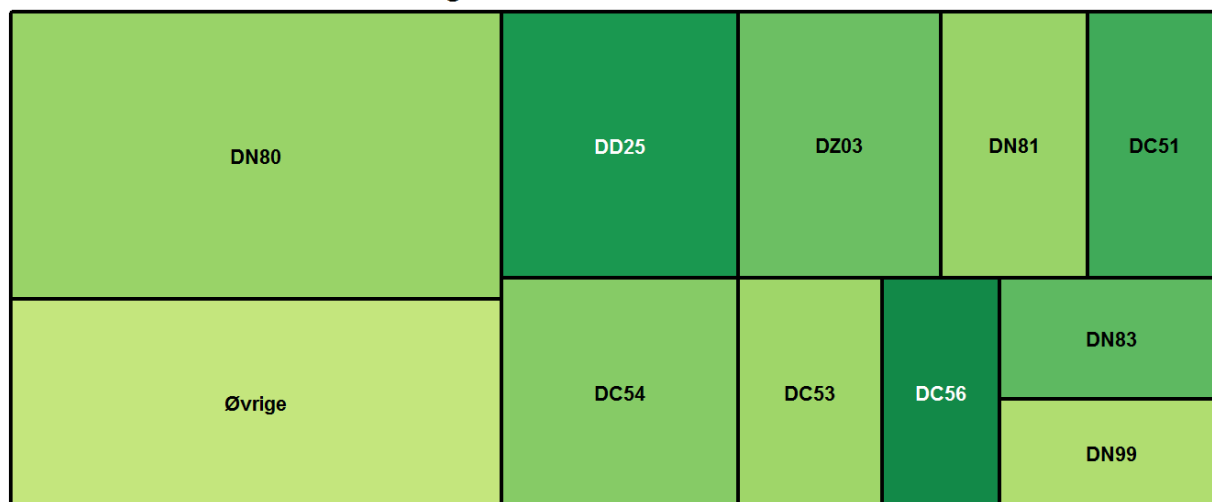 DN80
DD25
DZ03
DN81
DC51
Øvrige
DC54
DC53
DC56
DN83
DN99